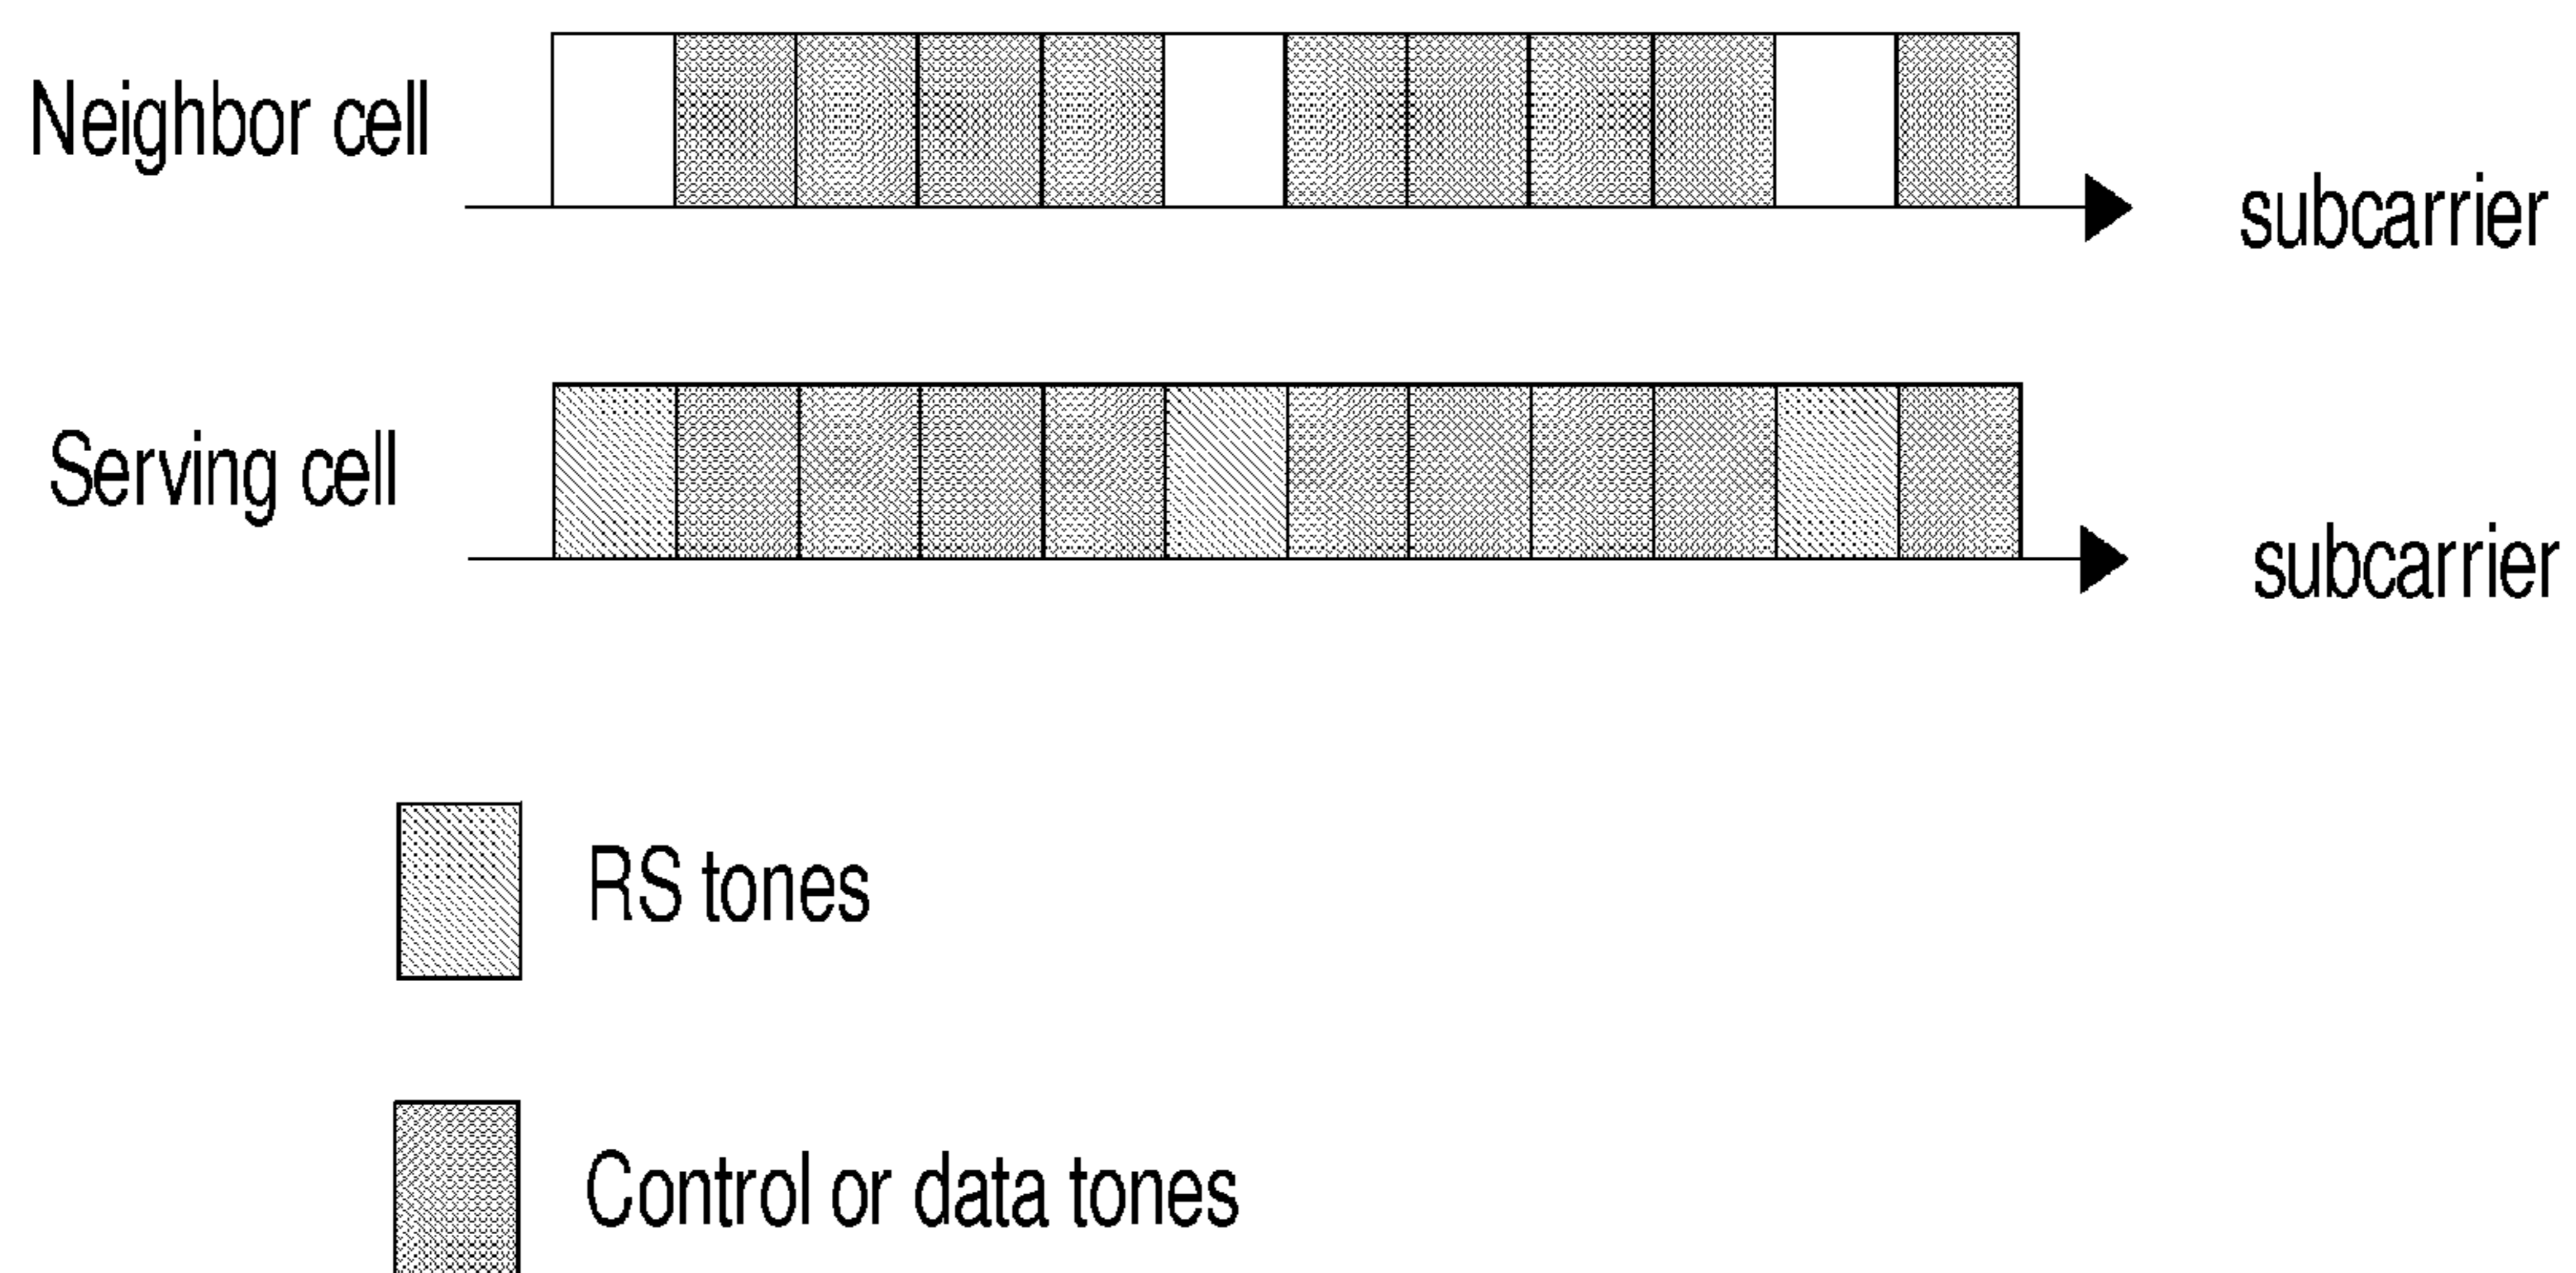 Neighbor cell
subcarrier
Serving cell
subcarrier
RS tones
Control or data tones